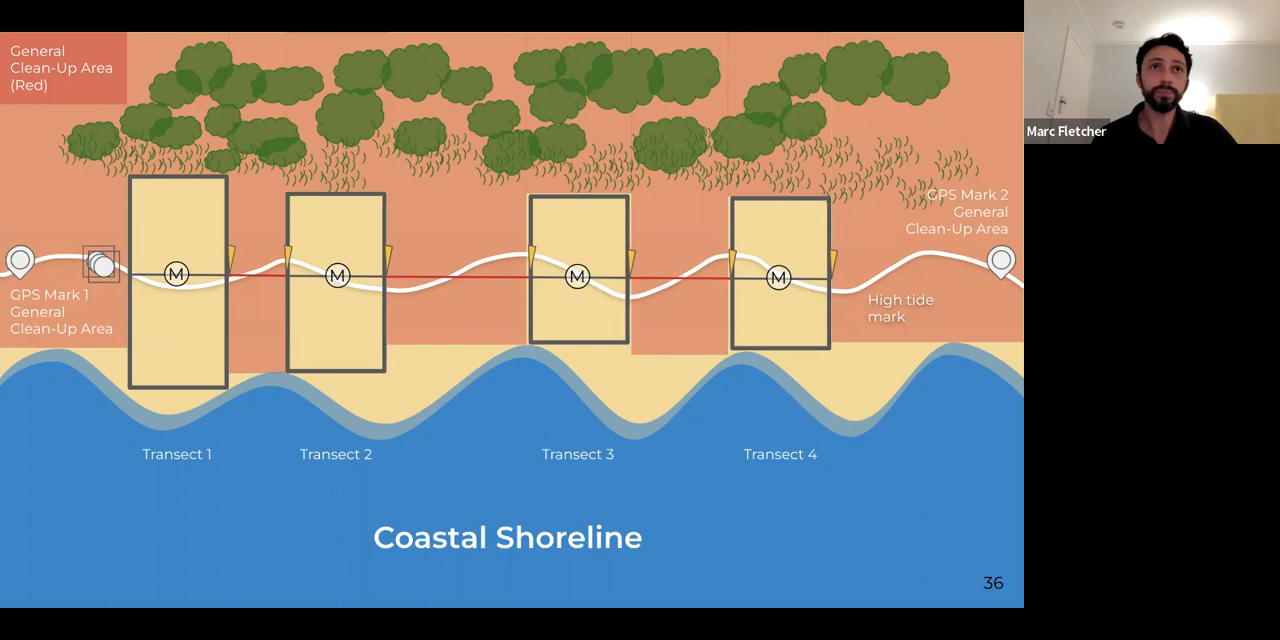 General
Clean-Up Area
(Red)
Marc Fletcher
GPS Mark 2
General
Clean-Up Area
M
M
M
M
GPS Mark 1
General
Clean-Up Area
High tide
mark
Transect 1
Transect 2
Transect 3
Transect 4
Coastal Shoreline
36